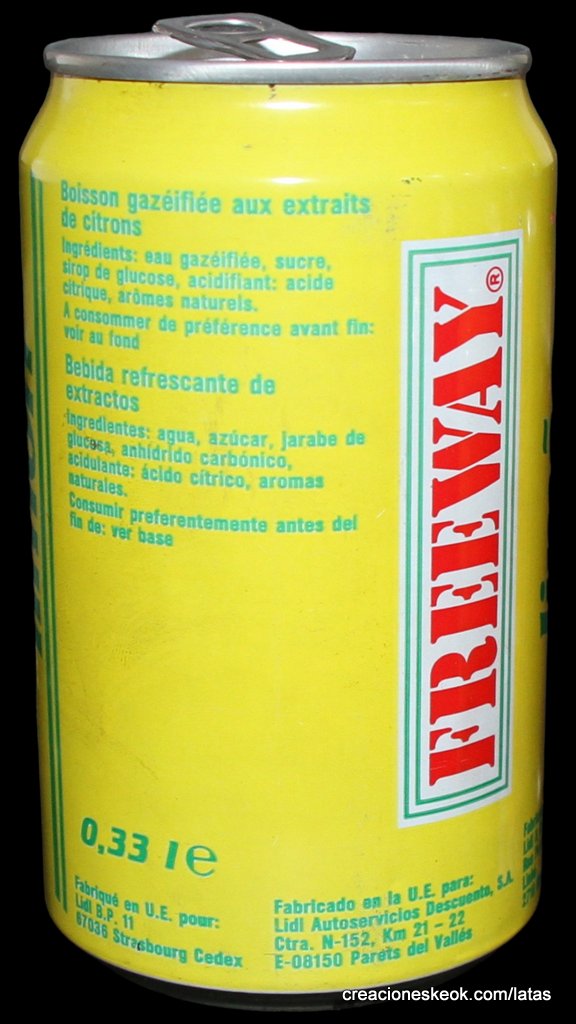 Boisson gazéifiée aux extraits
de citrons
Ingrédients: eau gazéifiée, sucre,
sirop de glucose, acidifiant: acide
citrique, arômes naturels.
A consommer de préférence avant fin:
voir au fond
Bebida refrescante de
extractos
Ingredientes: agua, azúcar, jarabe de
glucosa, anhídrido carbónico,
acidulante: ácido cítrico, aromas
naturales.
Consumir preferentemente antes del
fin de: ver base
FREEWAY®
0,33 l e
Fabriqué en U.E. pour:
Lidl B.P. 11
67036 Strasbourg Cedex
Fabricado en la U.E. para:
Lidl Autoservicios Descuento, S.A.
Ctra. N-152, Km 21 - 22
E-08150 Parets del Vallés
creacioneskeok.com/latas